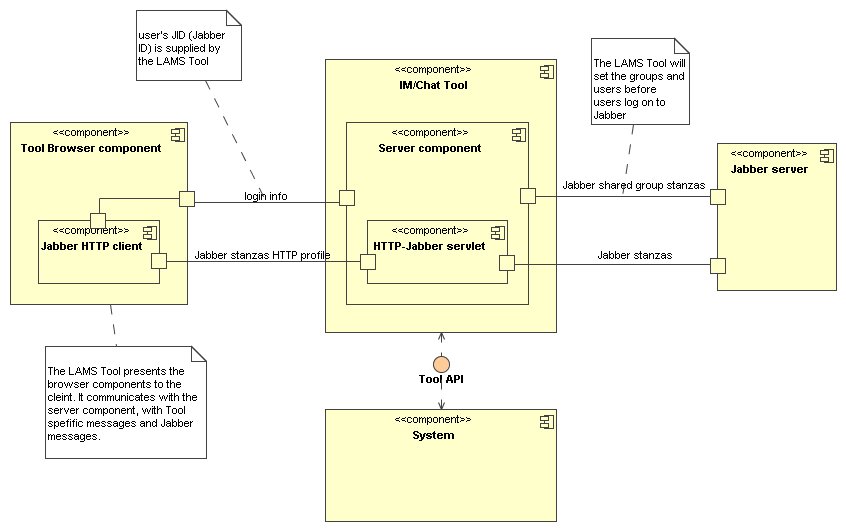 user's JID (Jabber
ID) is supplied by
the LAMS Tool
The LAMS Tool will
set the groups and
users before
users log on to
Jabber
<<component>>
IM/Chat Tool
<<component>>
Tool Browser component
<<component>>
Server component
<<component>>
Jabber server
login info
Jabber shared group stanzas
<<component>>
Jabber HTTP client
<<component>>
HTTP-Jabber servlet
Jabber stanzas HTTP profile
Jabber stanzas
The LAMS Tool presents the
browser components to the
cleint. It communicates with the
server component, with Tool
spefific messages and Jabber
messages.
Tool API
<<component>>
System